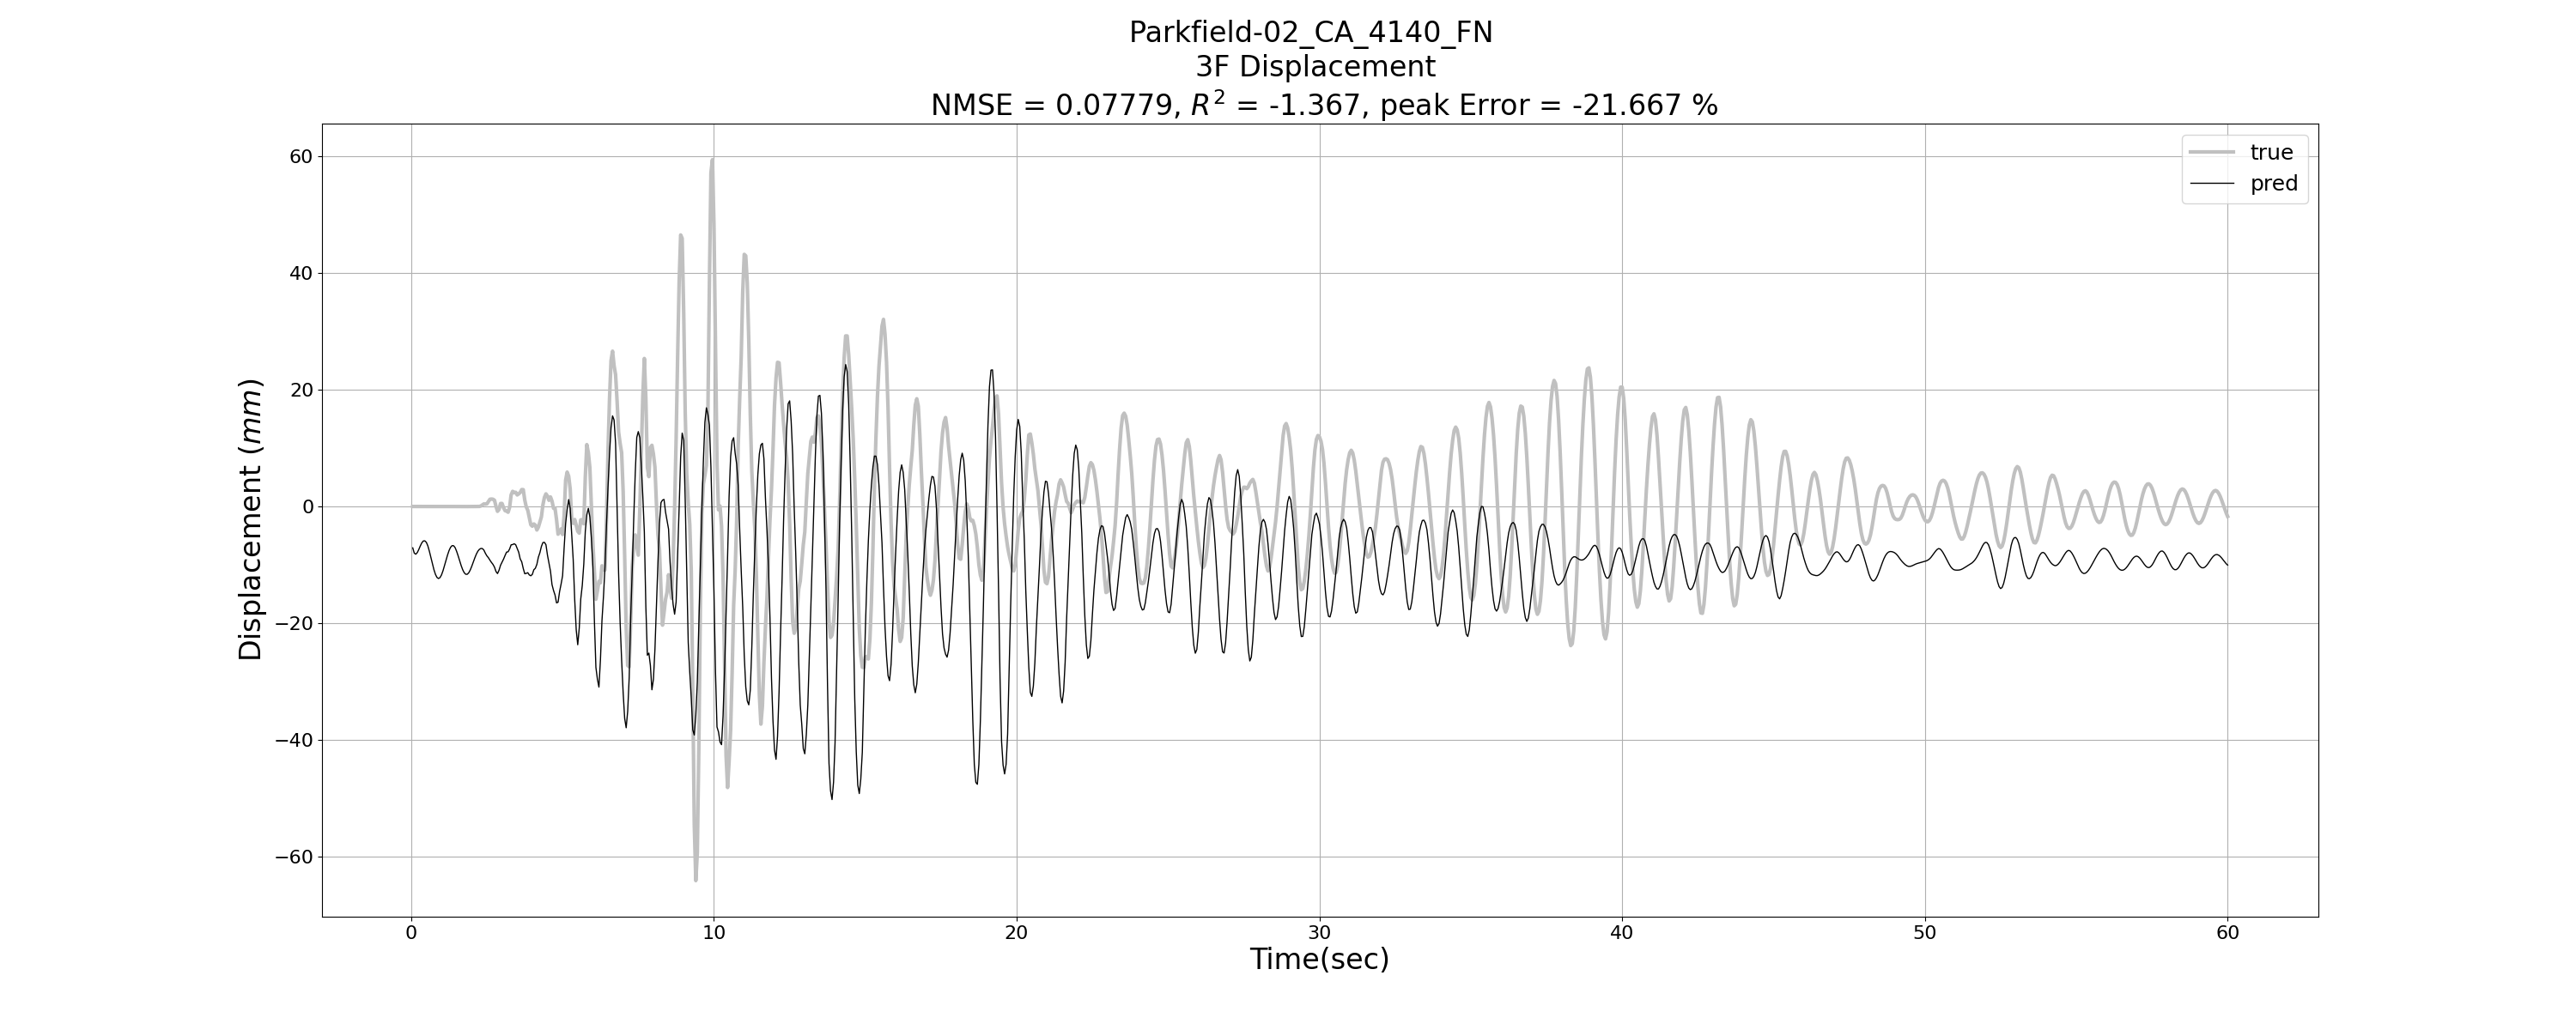 Parkfield-02_CA_4140_FN
3F Displacement
NMSE = 0.07779, R² = -1.367, peak Error = -21.667 %
true
pred
60
40
20
0
−20
−40
−60
Displacement (mm)
0 10 20 30 40 50 60
Time(sec)